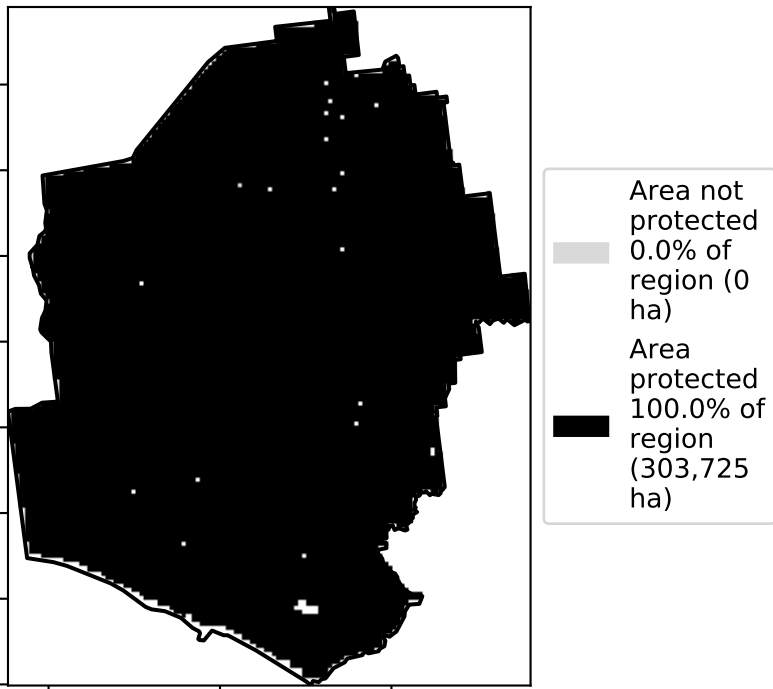 Area not
protected
0.0% of
region (0
ha)
Area
protected
100.0% of
region
(303,725
ha)